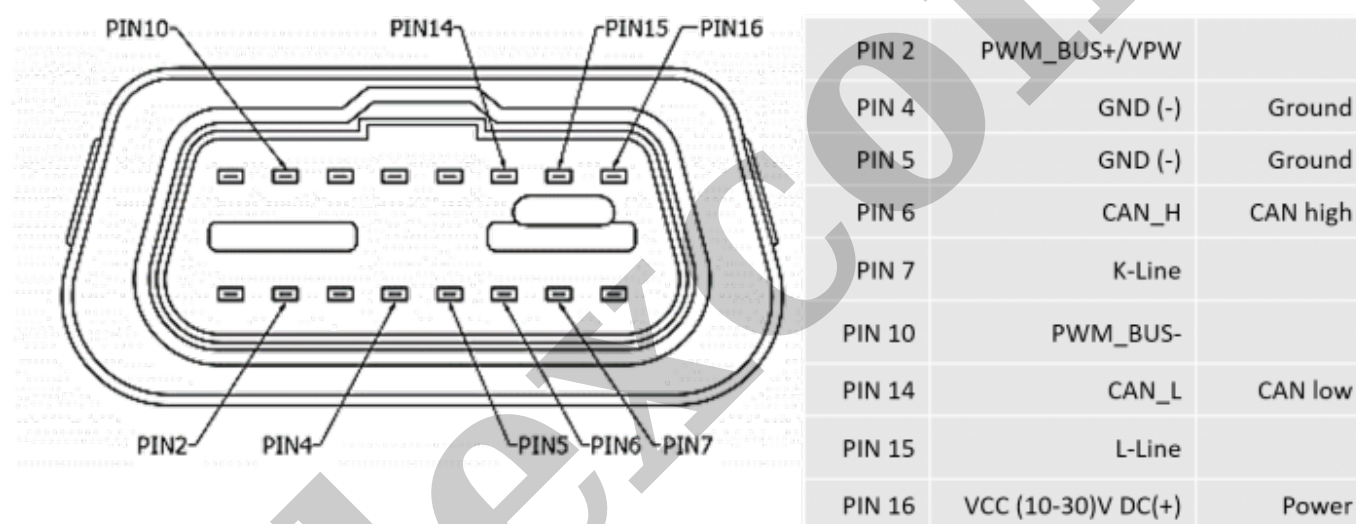 PIN10 PIN14 PIN15 PIN16
PIN2 PIN4 PIN5 PIN6 PIN7
PIN 2 PWM_BUS+/VPW
PIN 4 GND (-) Ground
PIN 5 GND (-) Ground
PIN 6 CAN_H CAN high
PIN 7 K-Line
PIN 10 PWM_BUS-
PIN 14 CAN_L CAN low
PIN 15 L-Line
PIN 16 VCC (10-30)V DC(+) Power